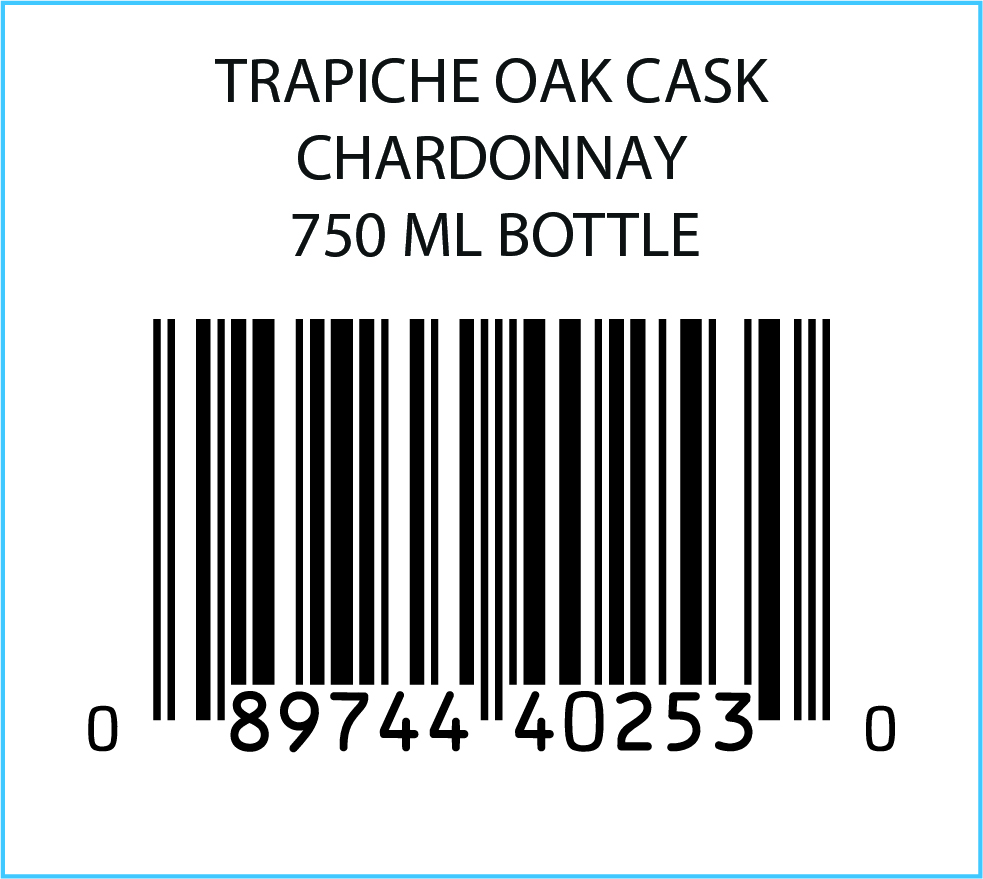 TRAPICHE OAK CASK
CHARDONNAY
750 ML BOTTLE
0 89744 40253 0